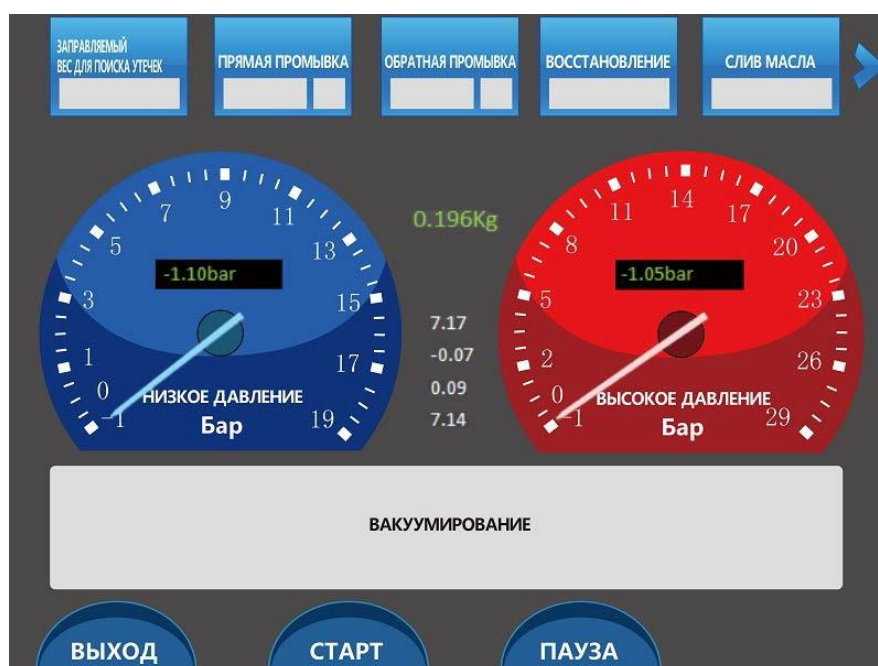 ЗАПРАВЛЯЕМЫЙ
ВЕС ДЛЯ ПОИСКА УТЕЧЕК
ПРЯМАЯ ПРОМЫВКА
ОБРАТНАЯ ПРОМЫВКА
ВОССТАНОВЛЕНИЕ
СЛИВ МАСЛА
-1
0
1
3
5
7
9
11
13
15
17
19
-1.10bar
НИЗКОЕ ДАВЛЕНИЕ
Бар
0.196Kg
7.17
-0.07
0.09
7.14
-1
0
2
5
8
11
14
17
20
23
26
29
-1.05bar
ВЫСОКОЕ ДАВЛЕНИЕ
Бар
ВАКУУМИРОВАНИЕ
ВЫХОД
СТАРТ
ПАУЗА